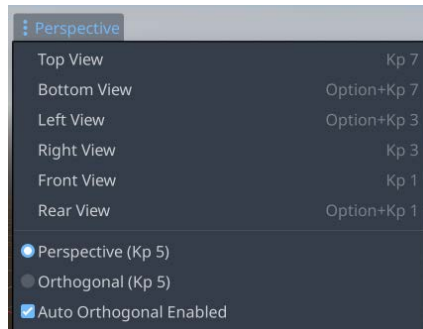 Perspective
Top View Kp 7
Bottom View Option+Kp 7
Left View Option+Kp 3
Right View Kp 3
Front View Kp 1
Rear View Option+Kp 1
Perspective (Kp 5)
Orthogonal (Kp 5)
Auto Orthogonal Enabled